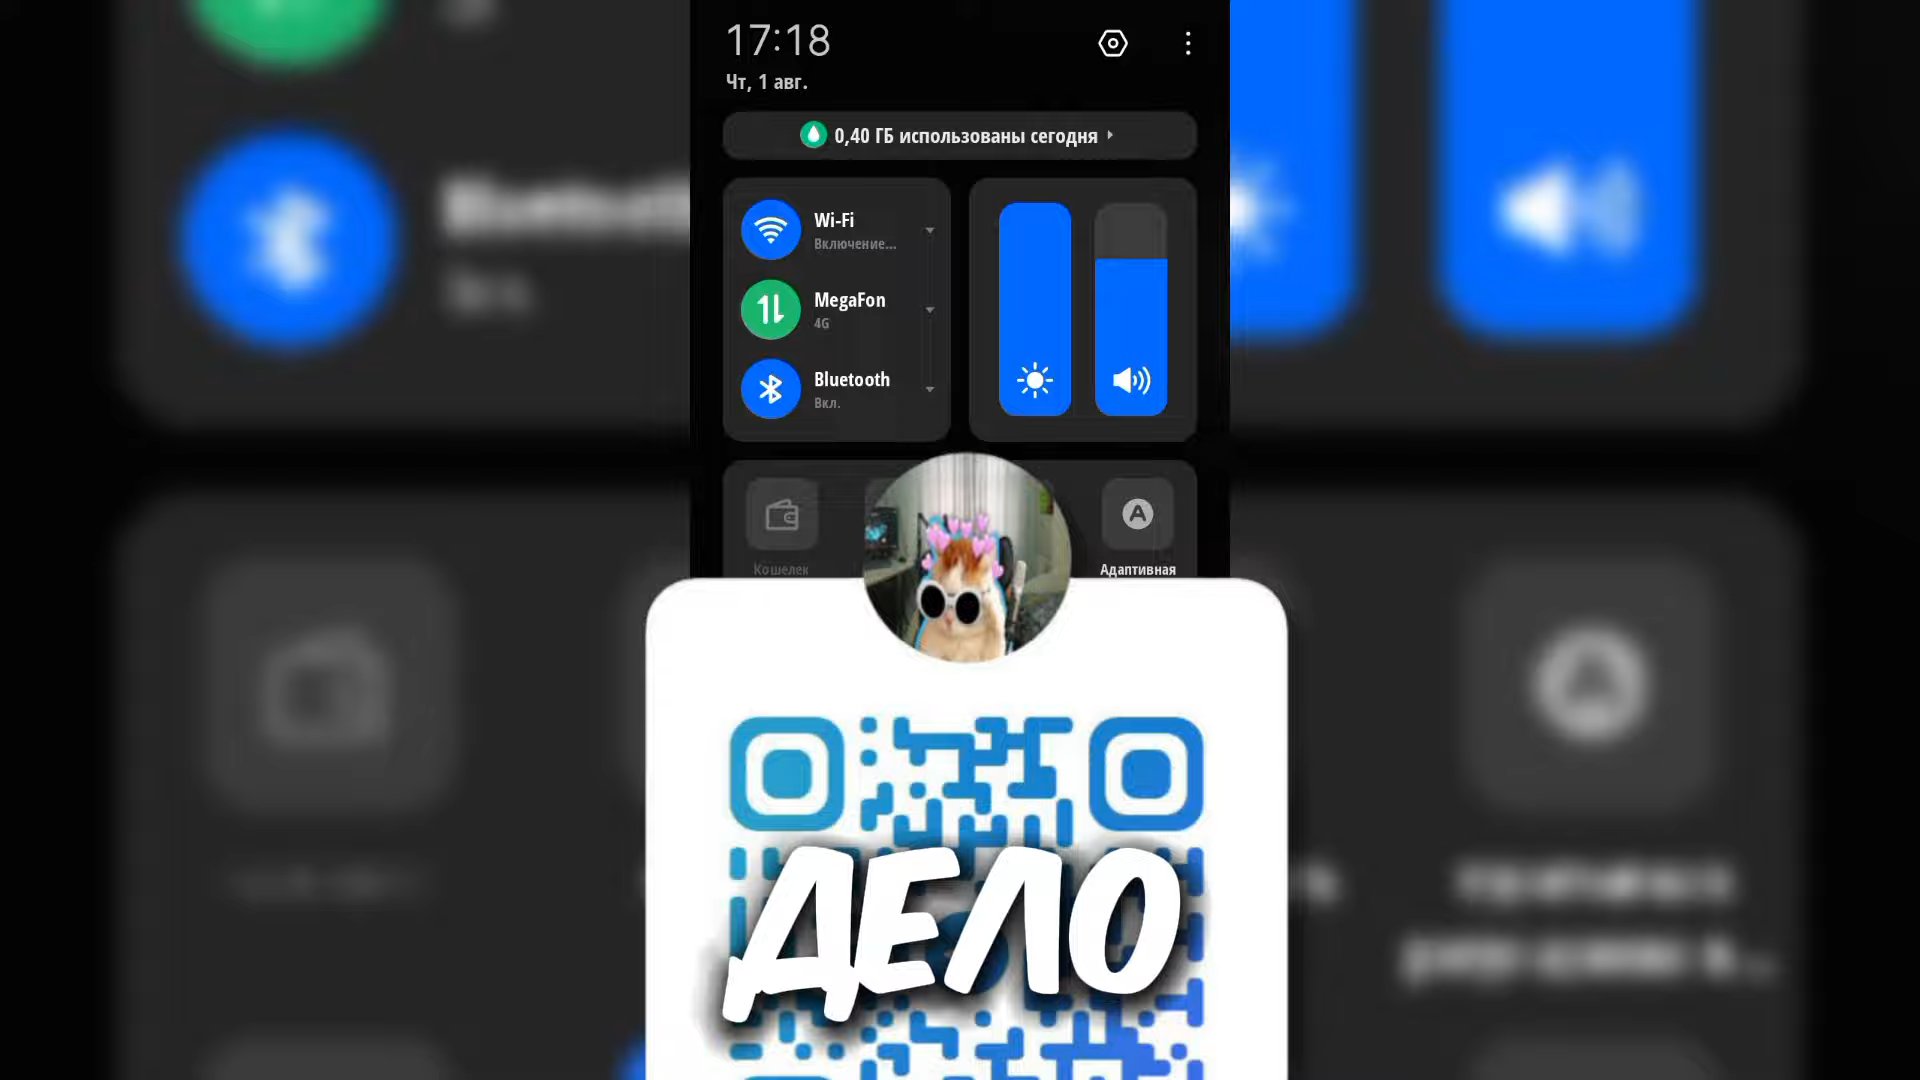 17:18
Чт, 1 авг.
0,40 ГБ использованы сегодня
Wi-Fi
Включение...
MegaFon
4G
Bluetooth
Вкл.
Кошелек
Адаптивная
ДЕЛО